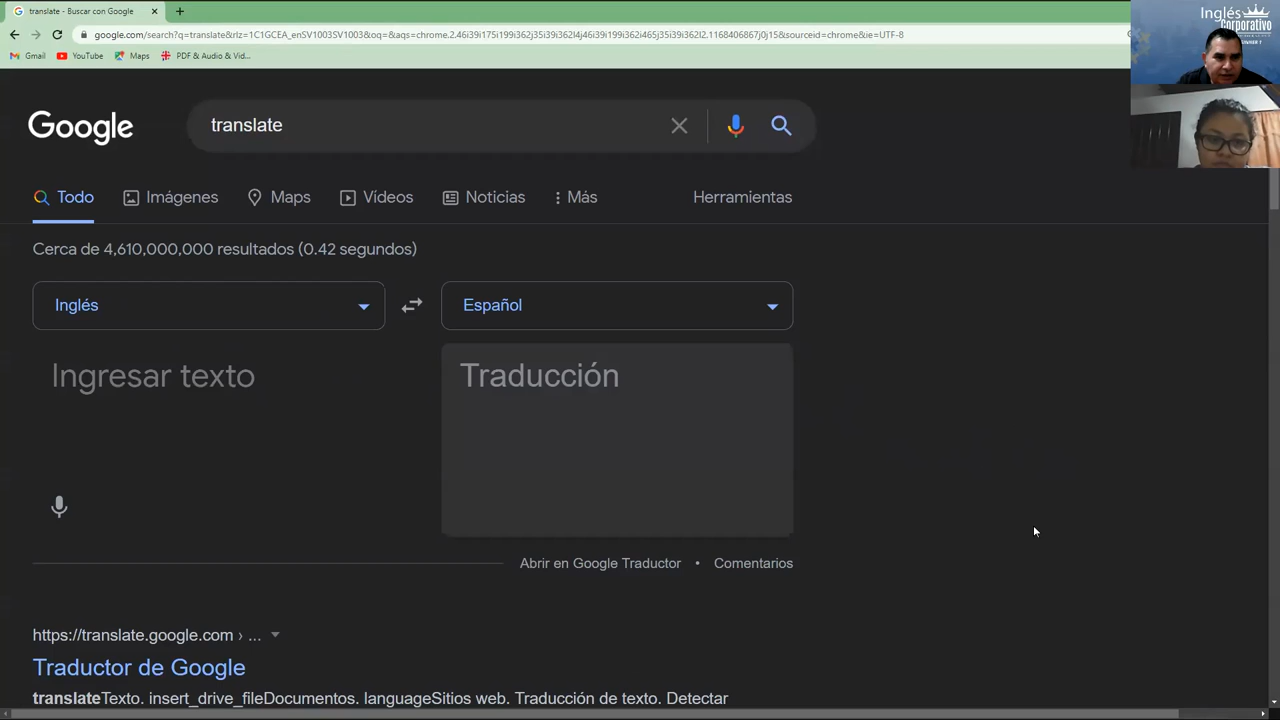 translate - Buscar con Google
google.com/search?q=translate&rlz=1C1GCEA_enSV1003SV1003&oq=&aqs=chrome.2.46i39i175i199i362j35i39i362l4j46i39i199i362i465j35i39i362l2.1168406867j0j15&sourceid=chrome&ie=UTF-8
Gmail YouTube Maps PDF & Audio & Vid...
Inglés
Corporativo
Google
translate
Todo Imágenes Maps Vídeos Noticias Más Herramientas
Cerca de 4,610,000,000 resultados (0.42 segundos)
Inglés Español
Ingresar texto Traducción
Abrir en Google Traductor • Comentarios
https://translate.google.com › ...
Traductor de Google
translateTexto. insert_drive_fileDocumentos. languageSitios web. Traducción de texto. Detectar